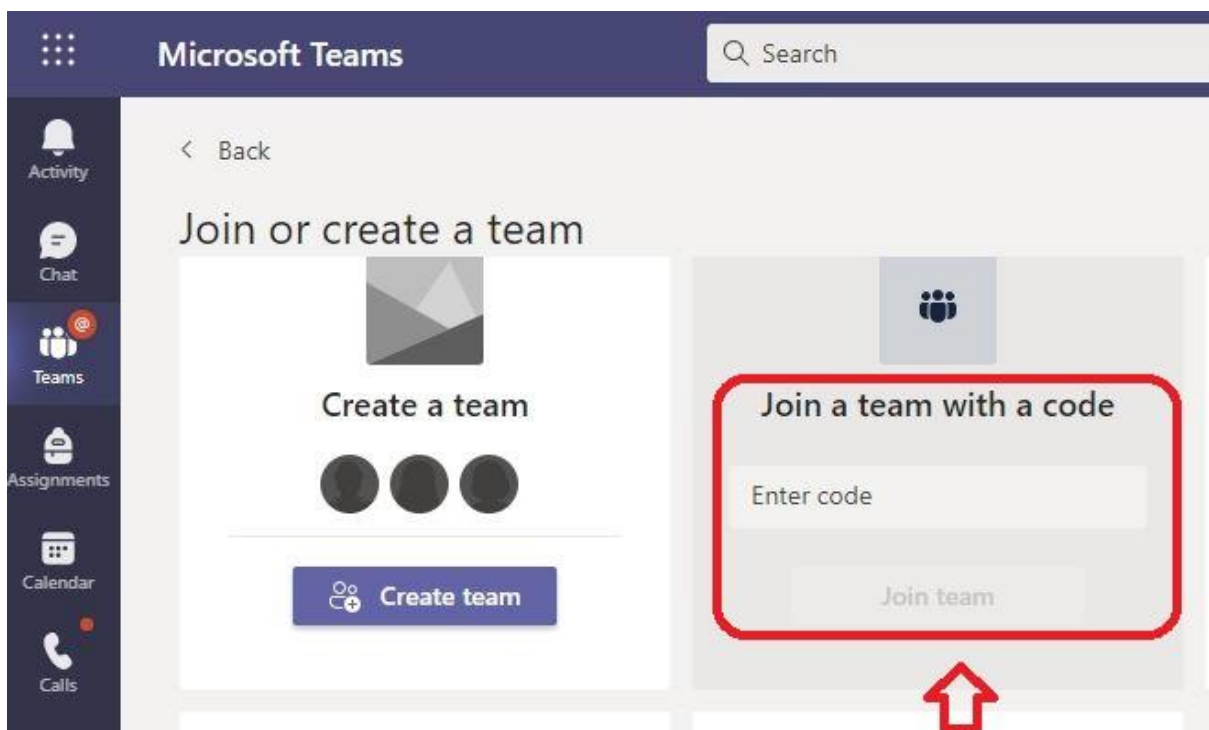 Microsoft Teams
Search
Activity
Chat
@
Teams
Assignments
Calendar
Calls
< Back
Join or create a team
Create a team
Create team
Join a team with a code
Enter code
Join team